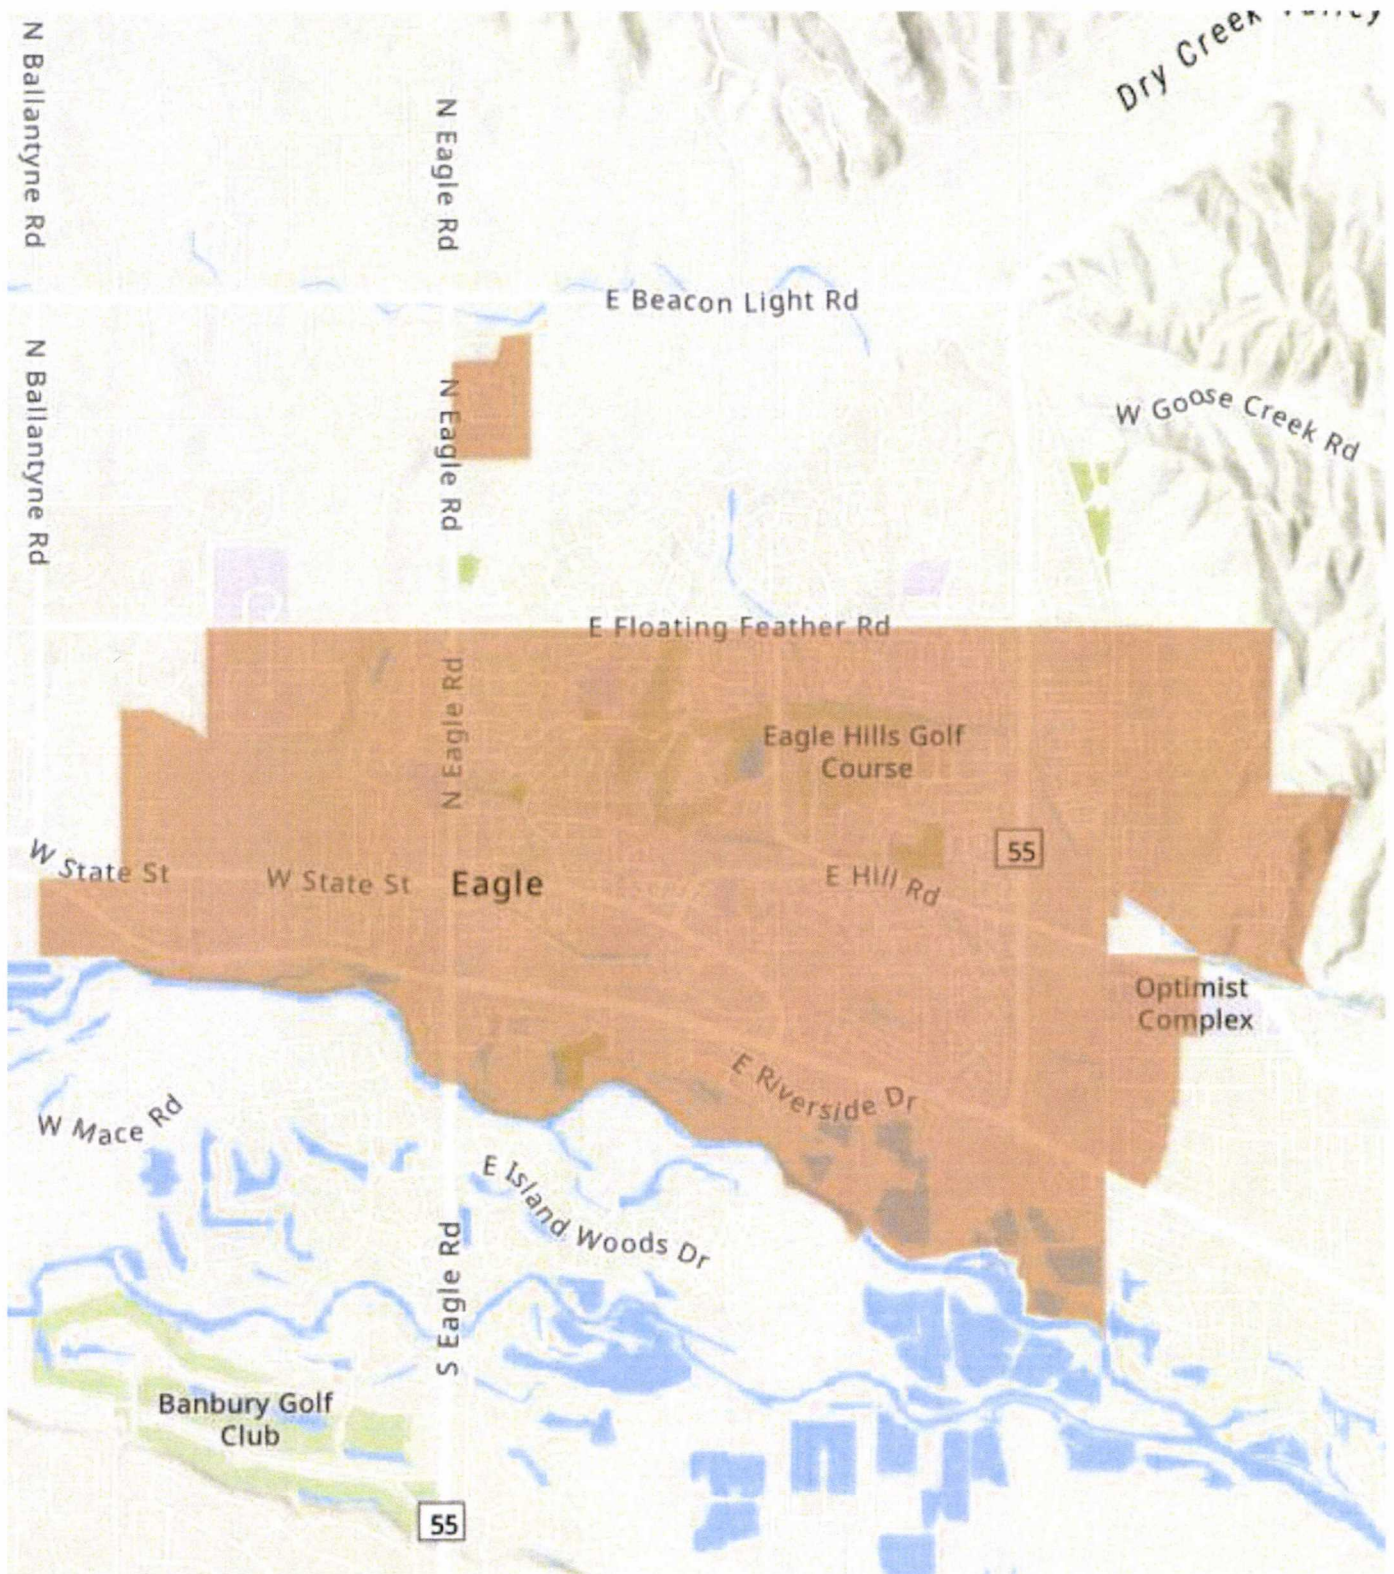 Dry Creek Valley
N Ballantyne Rd
N Eagle Rd
E Beacon Light Rd
N Ballantyne Rd
N Eagle Rd
W Goose Creek Rd
E Floating Feather Rd
N Eagle Rd
Eagle Hills Golf
Course
55
W State St
W State St
Eagle
E Hill Rd
Optimist
Complex
E Riverside Dr
W Mace Rd
E Island Woods Dr
S Eagle Rd
Banbury Golf
Club
55